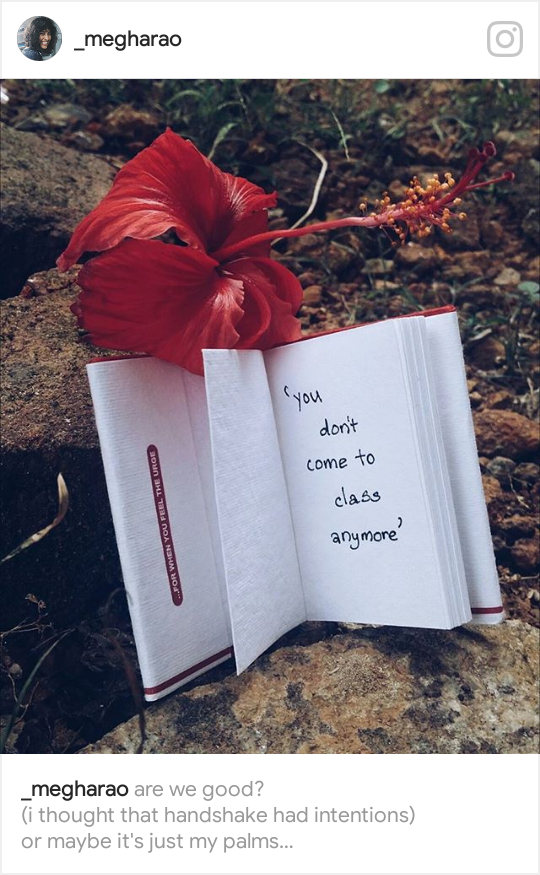 _megharao
...FOR WHEN YOU FEEL THE URGE
'you
don't
come to
class
anymore'
_megharao are we good?
(i thought that handshake had intentions)
or maybe it's just my palms...